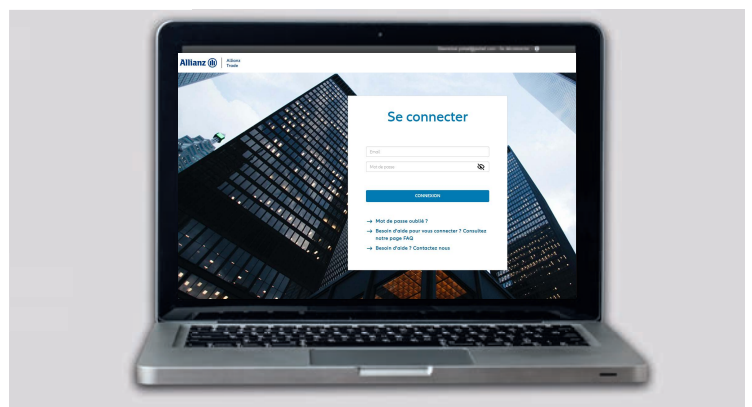 Allianz
Allianz
Trade
Se connecter
Email
Mot de passe
CONNEXION
→ Mot de passe oublié ?
→ Besoin d'aide pour vous connecter ? Consultez
notre page FAQ
→ Besoin d'aide ? Contactez nous